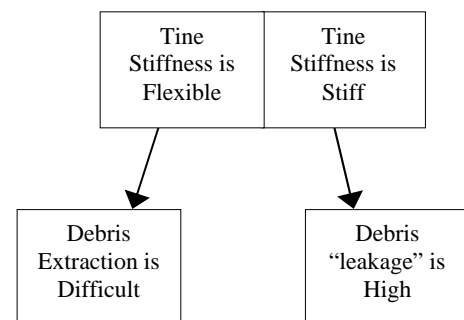 Tine
Stiffness is
Flexible
Tine
Stiffness is
Stiff
Debris
Extraction is
Difficult
Debris
“leakage” is
High